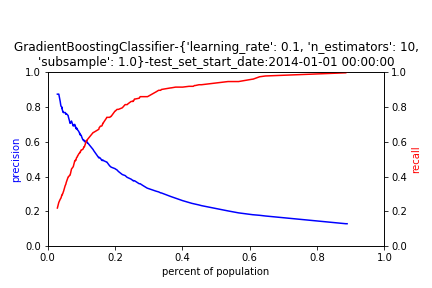 GradientBoostingClassifier-{'learning_rate': 0.1, 'n_estimators': 10,
'subsample': 1.0}-test_set_start_date:2014-01-01 00:00:00
1.0 1.0
0.8 0.8
0.6 0.6
precision recall
0.4 0.4
0.2 0.2
0.0 0.0
0.0 0.2 0.4 0.6 0.8 1.0
percent of population